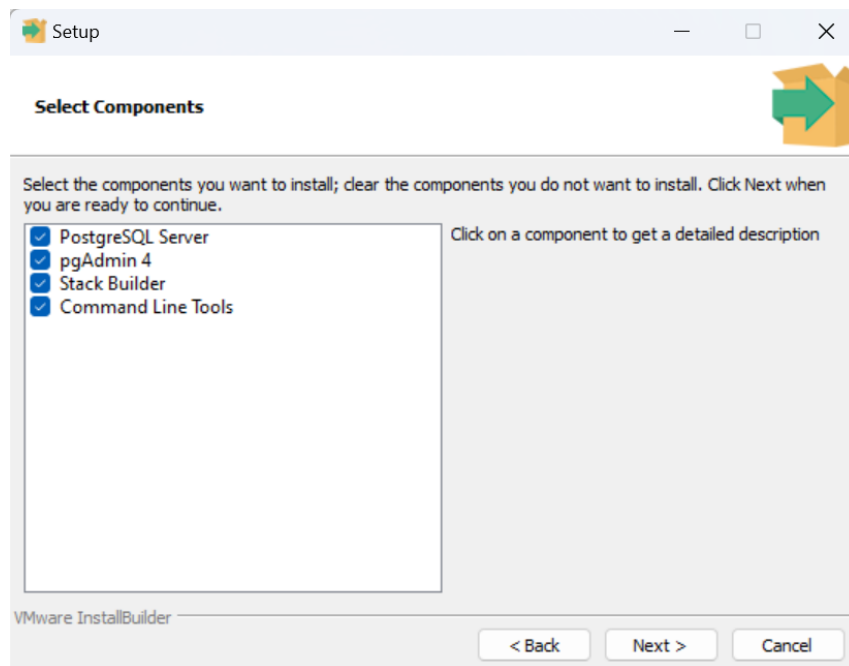 Setup
Select Components
Select the components you want to install; clear the components you do not want to install. Click Next when
you are ready to continue.
PostgreSQL Server
pgAdmin 4
Stack Builder
Command Line Tools
Click on a component to get a detailed description
VMware InstallBuilder
< Back
Next >
Cancel